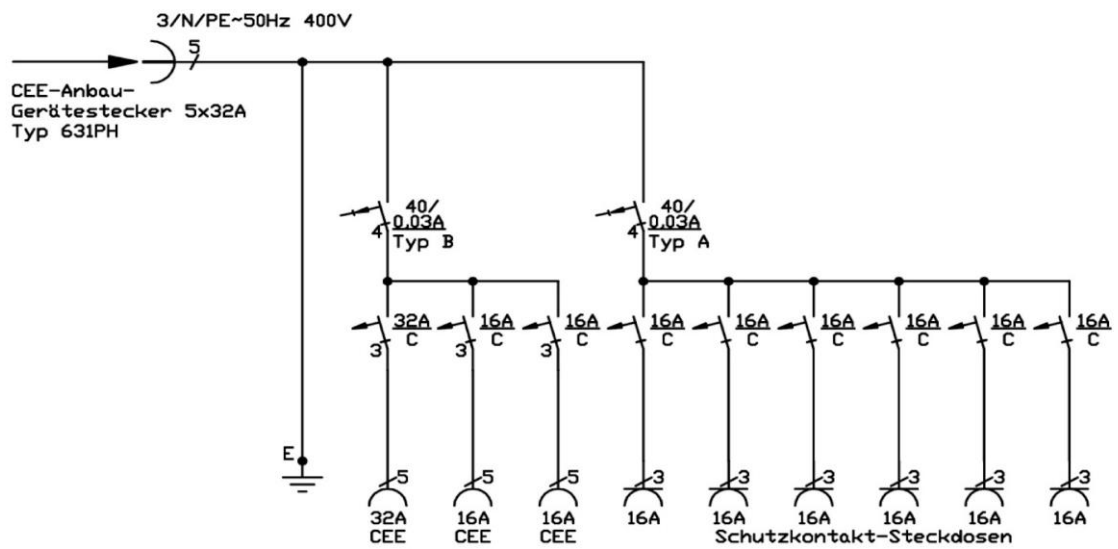 3/N/PE~50Hz 400V
5
CEE-Anbau-
Gerätestecker 5x32A
Typ 631PH
40/
0,03A
4
Typ B
40/
0,03A
4
Typ A
32A
C
3
16A
C
3
16A
C
3
16A
C
16A
C
16A
C
16A
C
16A
C
16A
C
E
5
5
5
3
3
3
3
3
3
32A
CEE
16A
CEE
16A
CEE
16A
16A
16A
16A
16A
16A
Schutzkontakt-Steckdosen